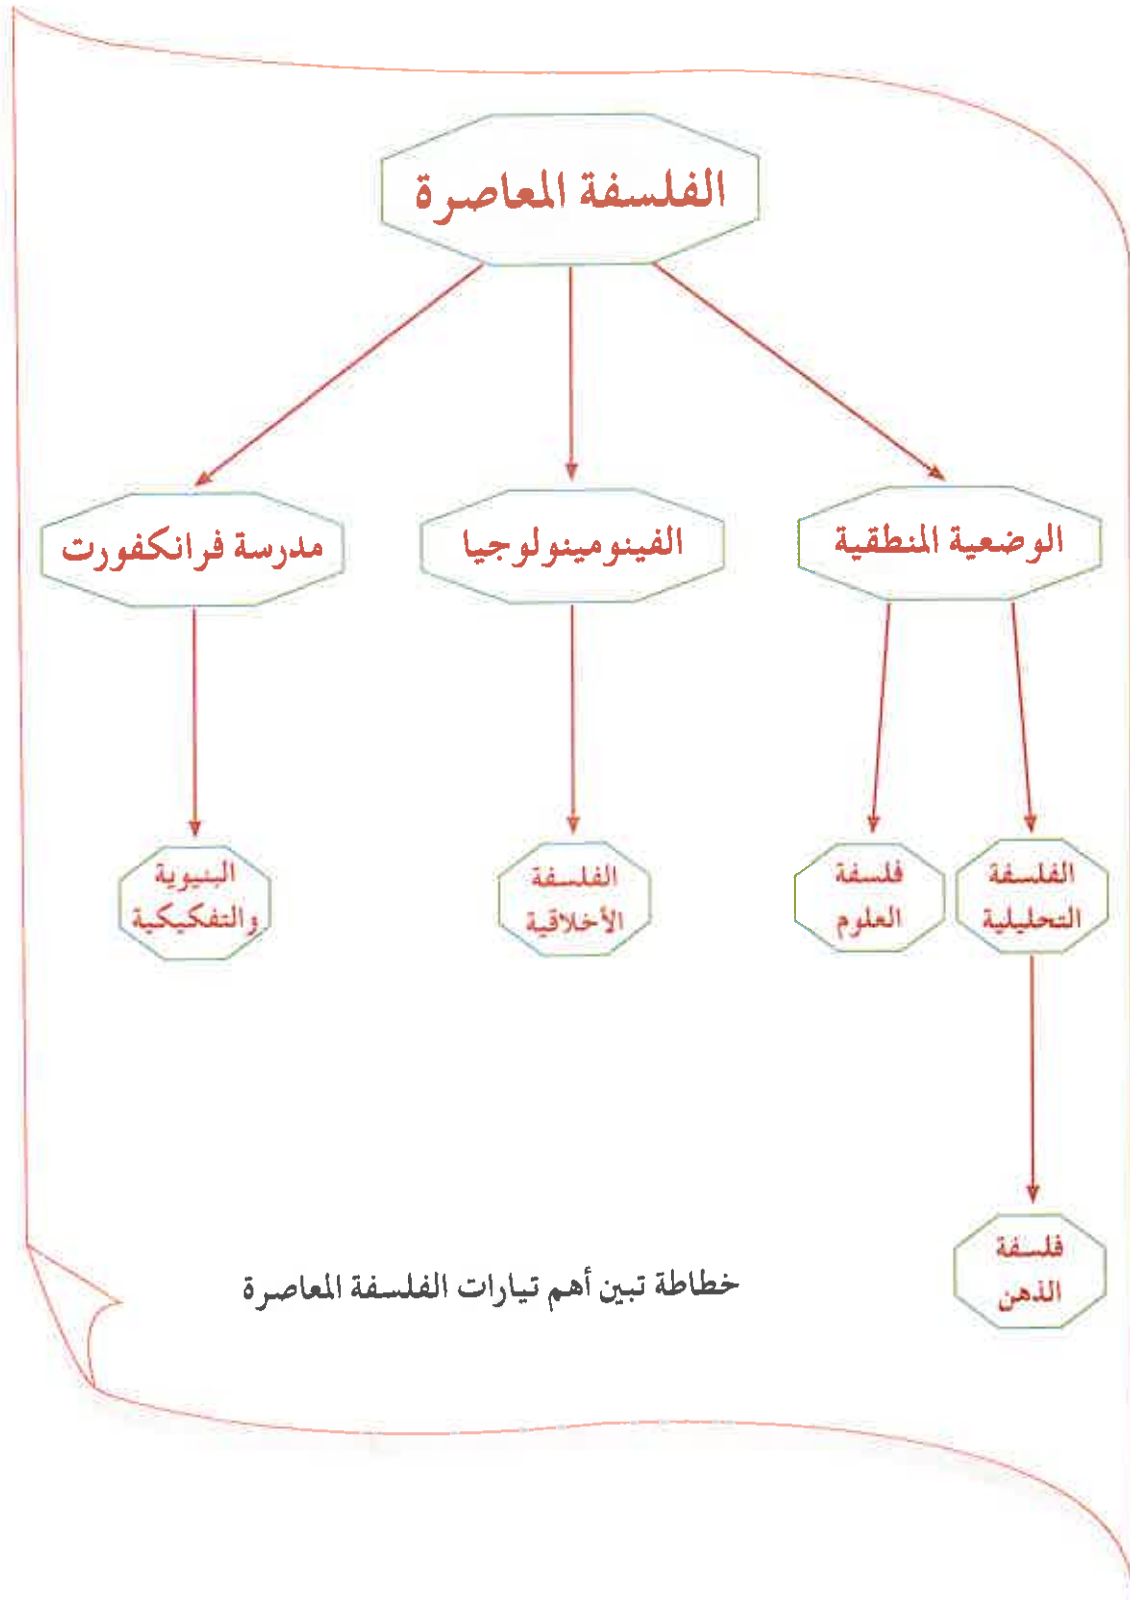 الفلسفة المعاصرة
الوضعية المنطقية
الفينومينولوجيا
مدرسة فرانكفورت
الفلسفة
التحليلية
فلسفة
العلوم
الفلسفة
الأخلاقية
البنيوية
والتفكيكية
فلسفة
الذهن
خطاطة تبين أهم تيارات الفلسفة المعاصرة